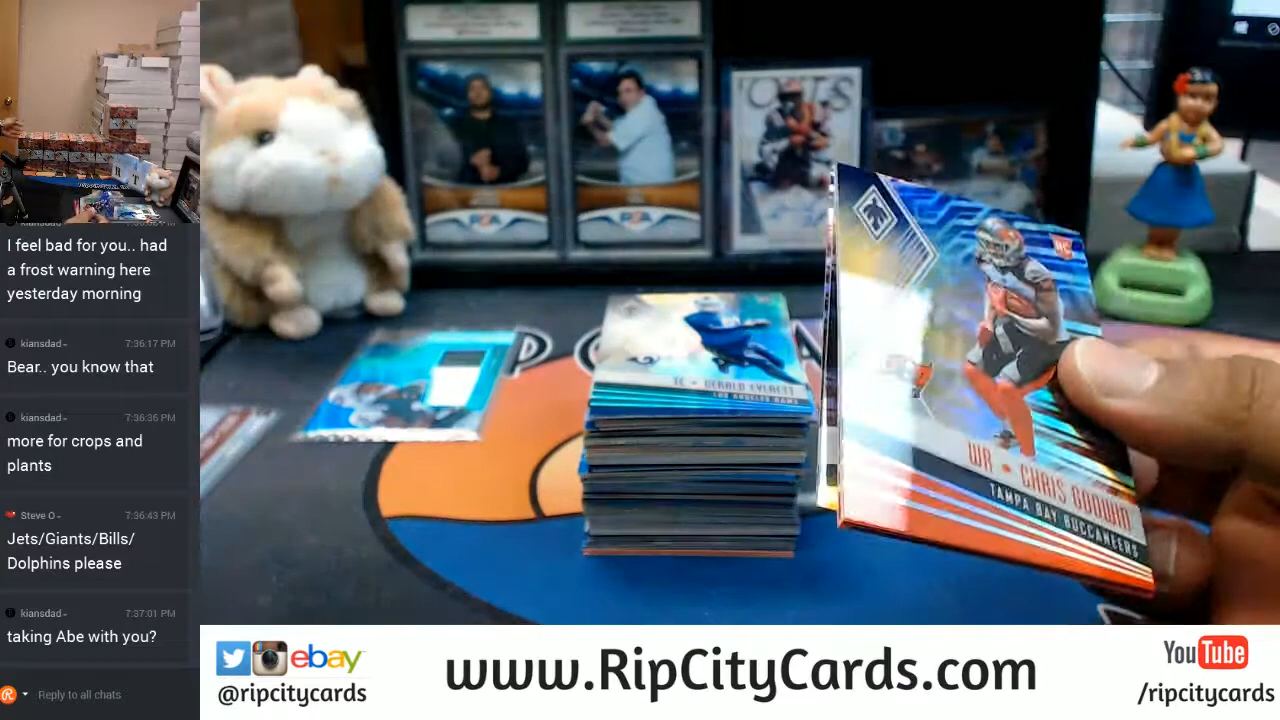 I feel bad for you.. had
a frost warning here
yesterday morning
kiansdad
7:36:17 PM
Bear.. you know that
kiansdad
7:36:36 PM
more for crops and
plants
Steve O
7:36:43 PM
Jets/Giants/Bills/
Dolphins please
kiansdad
7:37:01 PM
taking Abe with you?
Reply to all chats
RC
WR • CHRIS GODWIN
TAMPA BAY BUCCANEERS
TE • GERALD EVERETT
LOS ANGELES RAMS
ebay
@ripcitycards
www.RipCityCards.com
YouTube
/ripcitycards